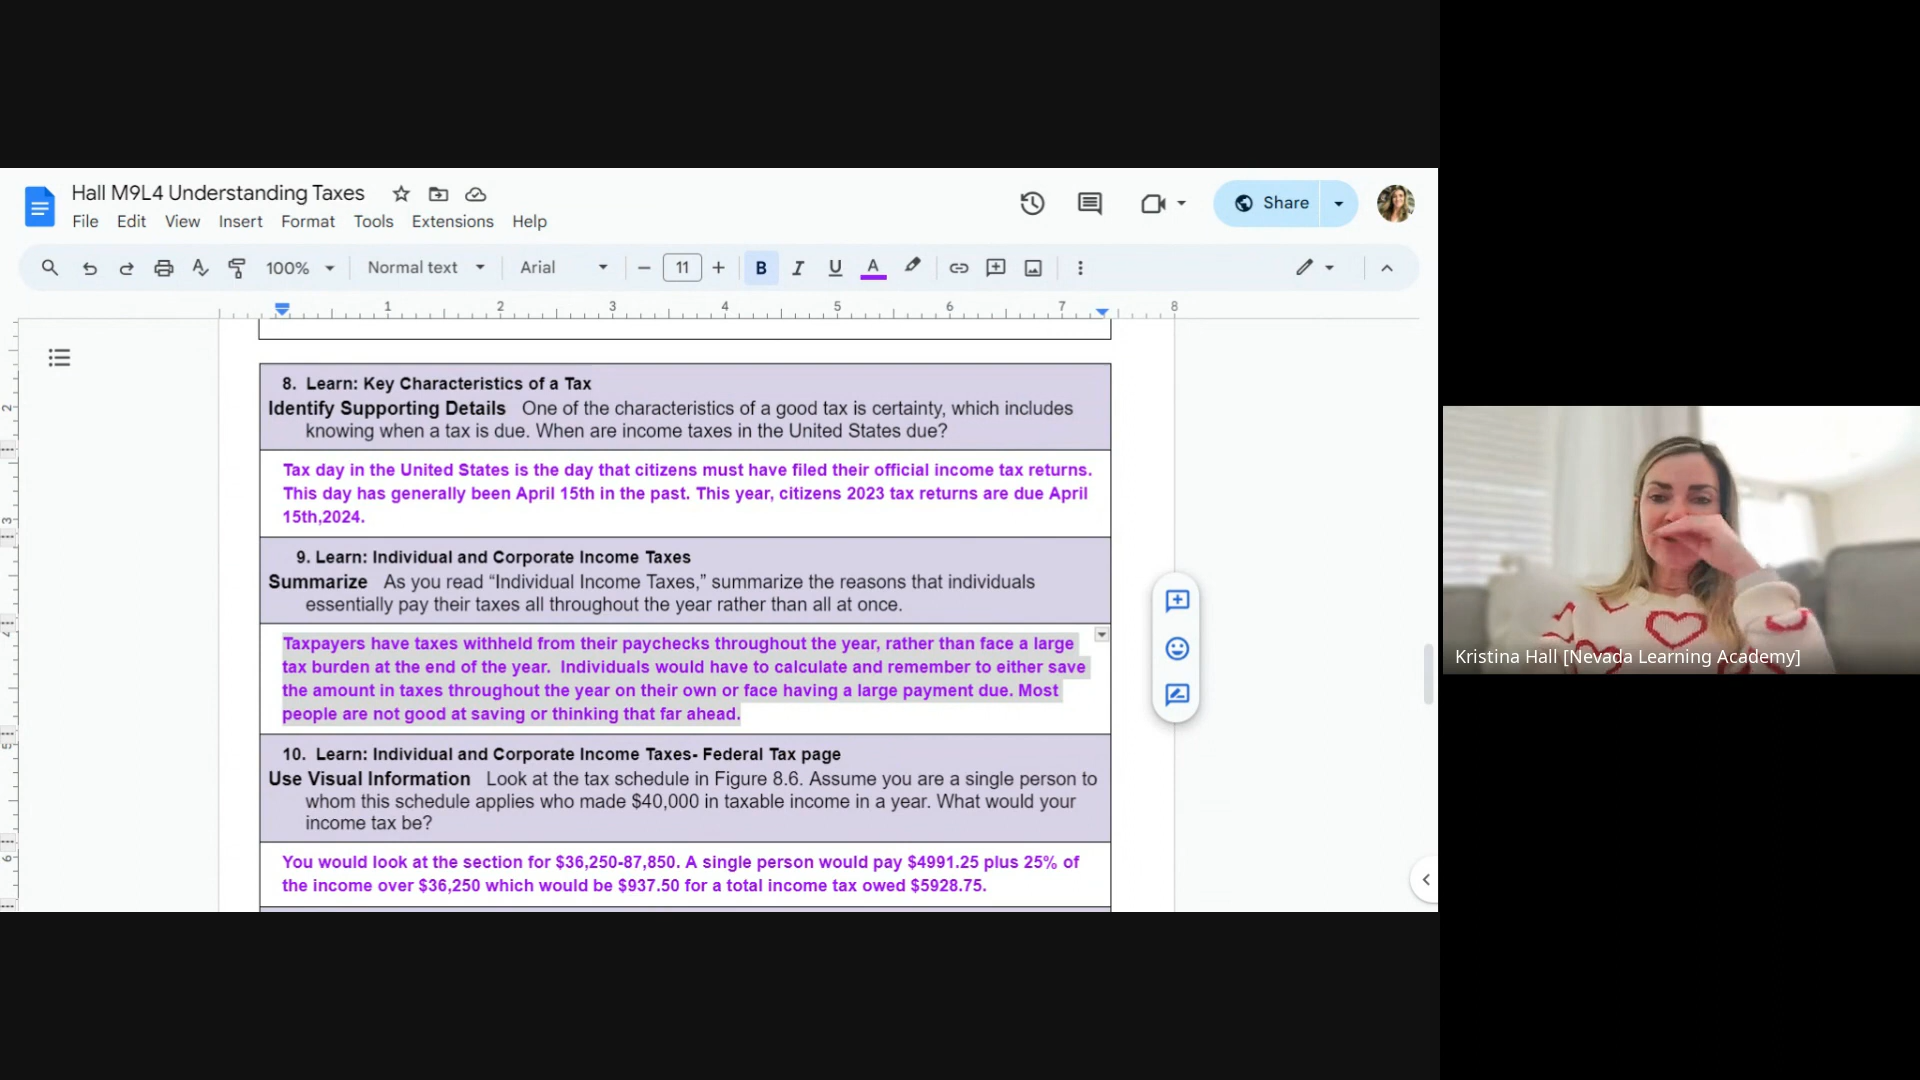 Hall M9L4 Understanding Taxes
File Edit View Insert Format Tools Extensions Help
Share
100% Normal text Arial 11 B I U A
1 2 3 4 5 6 7 8
2
3
4
5
6
8. Learn: Key Characteristics of a Tax
Identify Supporting Details One of the characteristics of a good tax is certainty, which includes
knowing when a tax is due. When are income taxes in the United States due?
Tax day in the United States is the day that citizens must have filed their official income tax returns.
This day has generally been April 15th in the past. This year, citizens 2023 tax returns are due April
15th,2024.
9. Learn: Individual and Corporate Income Taxes
Summarize As you read “Individual Income Taxes,” summarize the reasons that individuals
essentially pay their taxes all throughout the year rather than all at once.
Taxpayers have taxes withheld from their paychecks throughout the year, rather than face a large
tax burden at the end of the year. Individuals would have to calculate and remember to either save
the amount in taxes throughout the year on their own or face having a large payment due. Most
people are not good at saving or thinking that far ahead.
10. Learn: Individual and Corporate Income Taxes- Federal Tax page
Use Visual Information Look at the tax schedule in Figure 8.6. Assume you are a single person to
whom this schedule applies who made $40,000 in taxable income in a year. What would your
income tax be?
You would look at the section for $36,250-87,850. A single person would pay $4991.25 plus 25% of
the income over $36,250 which would be $937.50 for a total income tax owed $5928.75.
Kristina Hall [Nevada Learning Academy]